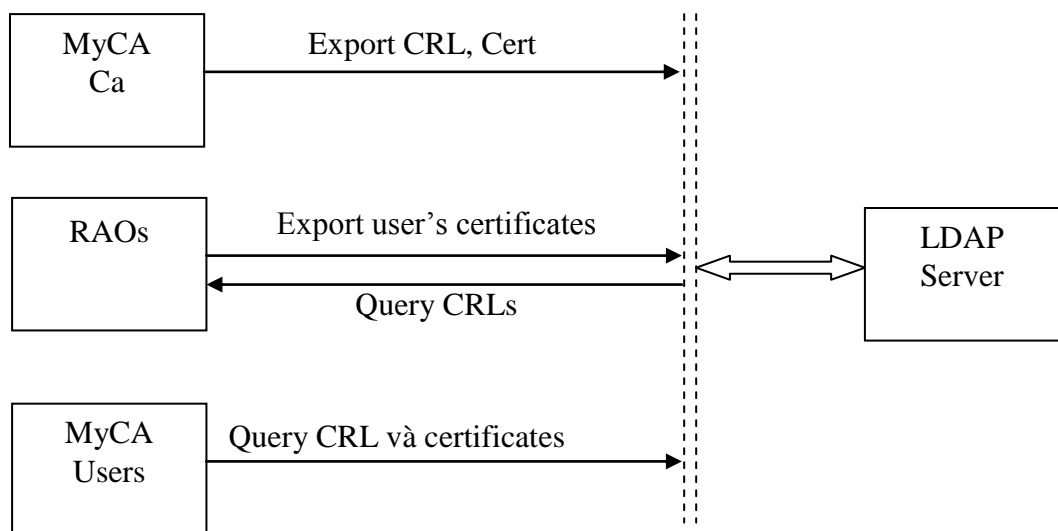 MyCA
Ca
Export CRL, Cert
RAOs
Export user’s certificates
Query CRLs
LDAP
Server
MyCA
Users
Query CRL và certificates